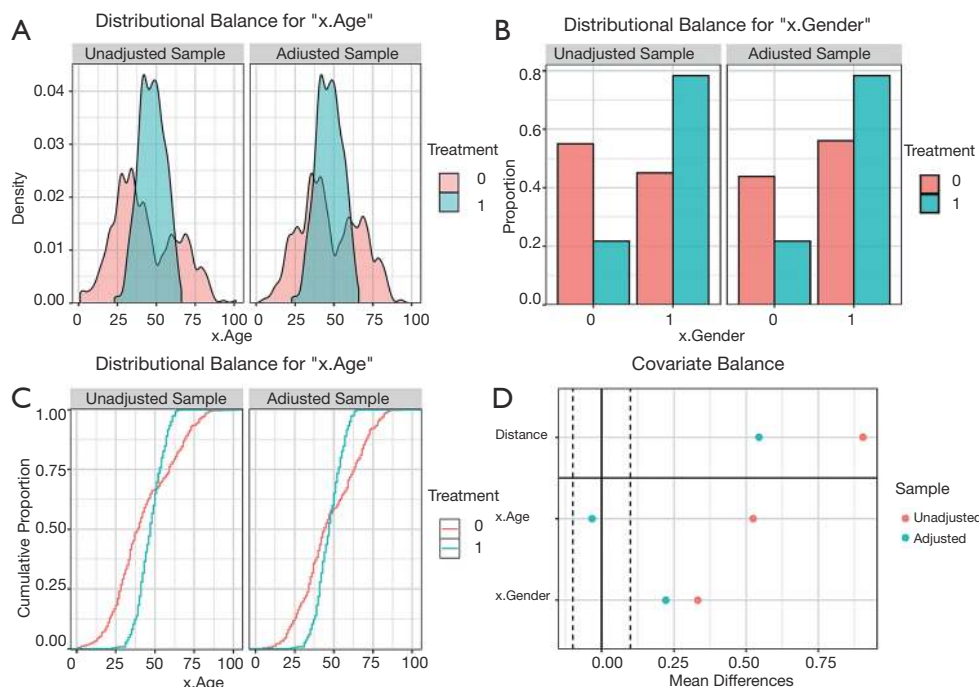 A
Distributional Balance for "x.Age"
Unadjusted Sample
Adiusted Sample
0.04
0.03
0.02
0.01
0.00
Density
0 25 50 75 100
0 25 50 75 100
x.Age
Treatment
0
1
B
Distributional Balance for "x.Gender"
Unadjusted Sample
Adiusted Sample
0.8
0.6
0.4
0.2
0.0
Proportion
0 1
0 1
x.Gender
Treatment
0
1
C
Distributional Balance for "x.Age"
Unadjusted Sample
Adiusted Sample
1.00
0.75
0.50
0.25
0.00
Cumulative Proportion
0 25 50 75 100
0 25 50 75 100
x.Age
Treatment
0
1
D
Covariate Balance
Distance
x.Age
x.Gender
0.00 0.25 0.50 0.75
Mean Differences
Sample
Unadjusted
Adjusted